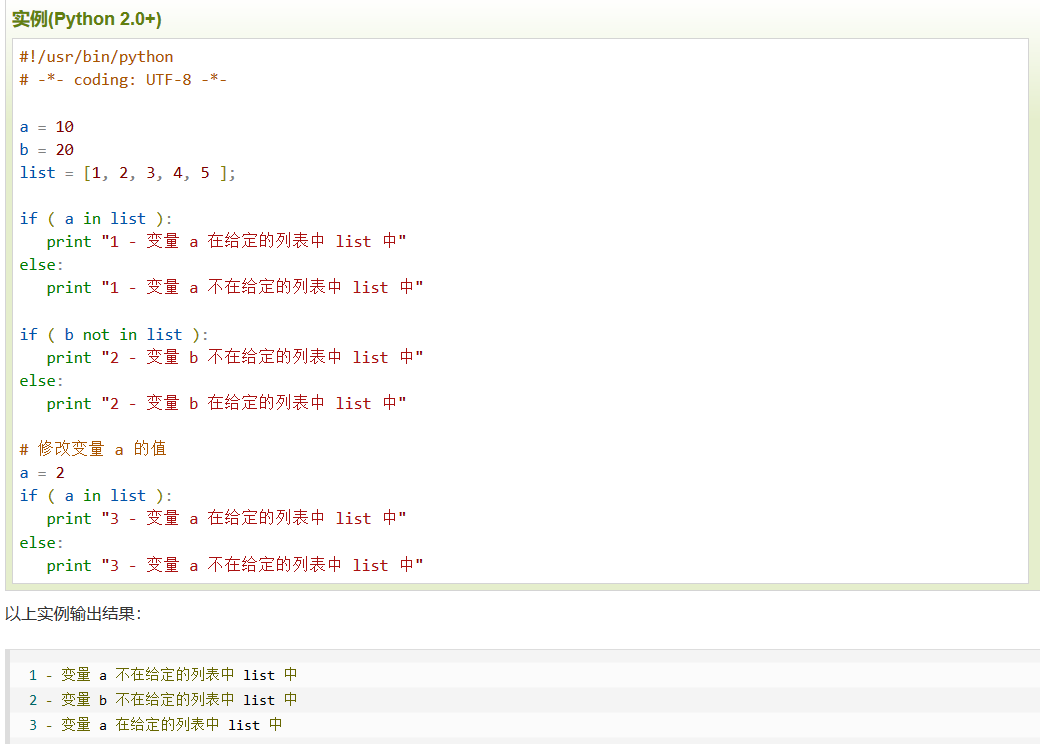 实例(Python 2.0+)
#!/usr/bin/python
# -*- coding: UTF-8 -*-

a = 10
b = 20
list = [1, 2, 3, 4, 5 ];

if ( a in list ):
   print "1 - 变量 a 在给定的列表中 list 中"
else:
   print "1 - 变量 a 不在给定的列表中 list 中"

if ( b not in list ):
   print "2 - 变量 b 不在给定的列表中 list 中"
else:
   print "2 - 变量 b 在给定的列表中 list 中"

# 修改变量 a 的值
a = 2
if ( a in list ):
   print "3 - 变量 a 在给定的列表中 list 中"
else:
   print "3 - 变量 a 不在给定的列表中 list 中"
以上实例输出结果：
1 - 变量 a 不在给定的列表中 list 中
2 - 变量 b 不在给定的列表中 list 中
3 - 变量 a 在给定的列表中 list 中